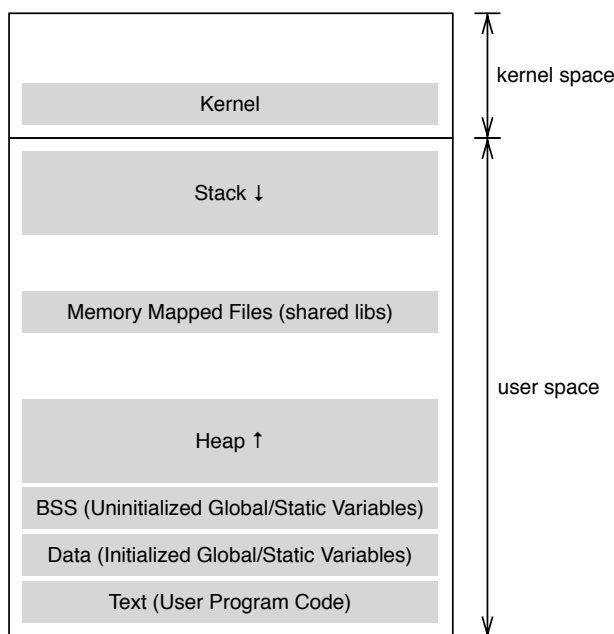 kernel space
Kernel
Stack ↓
Memory Mapped Files (shared libs)
user space
Heap ↑
BSS (Uninitialized Global/Static Variables)
Data (Initialized Global/Static Variables)
Text (User Program Code)